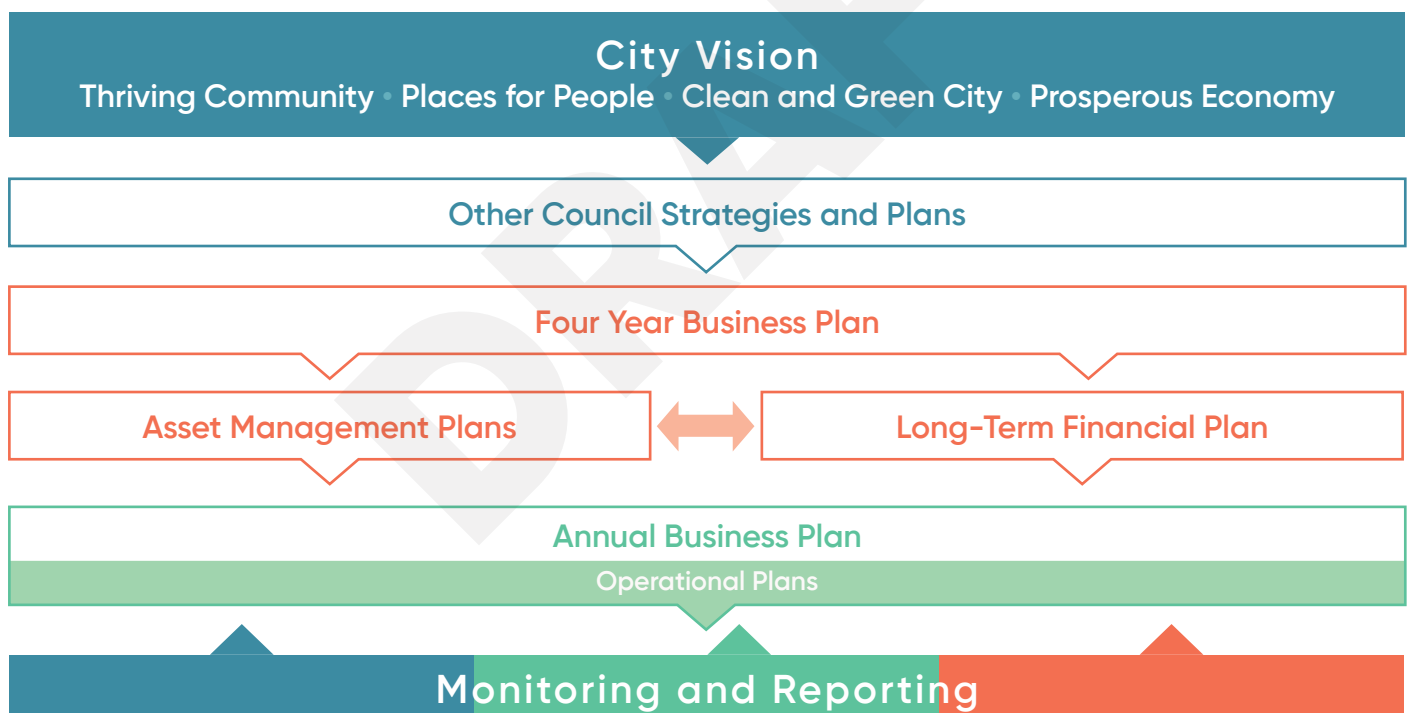 City Vision
Thriving Community • Places for People • Clean and Green City • Prosperous Economy
Other Council Strategies and Plans
Four Year Business Plan
Asset Management Plans
Long-Term Financial Plan
Annual Business Plan
Operational Plans
Monitoring and Reporting
DRAF